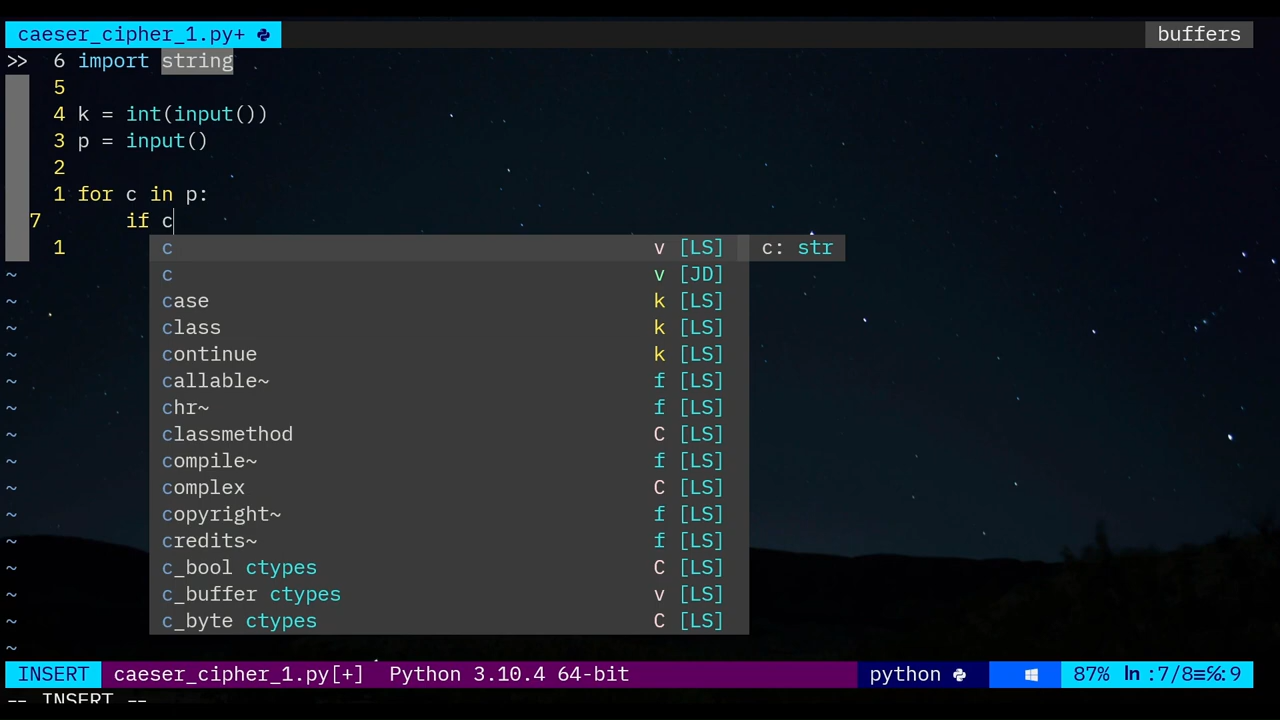 caeser_cipher_1.py+ buffers
>> 6 import string
5
4 k = int(input())
3 p = input()
2
1 for c in p:
7 if c
1 c v [LS] c: str
~ c v [JD]
~ case k [LS]
~ class k [LS]
~ continue k [LS]
~ callable~ f [LS]
~ chr~ f [LS]
~ classmethod C [LS]
~ compile~ f [LS]
~ complex C [LS]
~ copyright~ f [LS]
~ credits~ f [LS]
~ c_bool ctypes C [LS]
~ c_buffer ctypes v [LS]
~ c_byte ctypes C [LS]
~
INSERT caeser_cipher_1.py[+] Python 3.10.4 64-bit python 87% ln :7/8≡℅:9
-- INSERT --